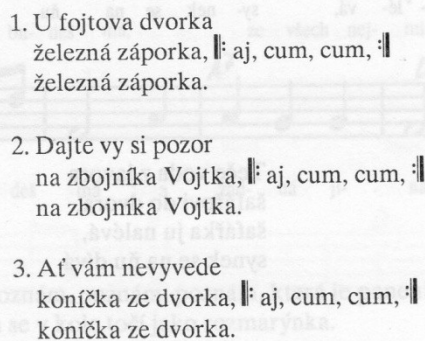 1. U fojtova dvorka
železná záporka, 𝄆 aj, cum, cum, 𝄇
železná záporka.
2. Dajte vy si pozor
na zbojníka Vojtka, 𝄆 aj, cum, cum, 𝄇
na zbojníka Vojtka.
3. Ať vám nevyvede
koníčka ze dvorka, 𝄆 aj, cum, cum, 𝄇
koníčka ze dvorka.